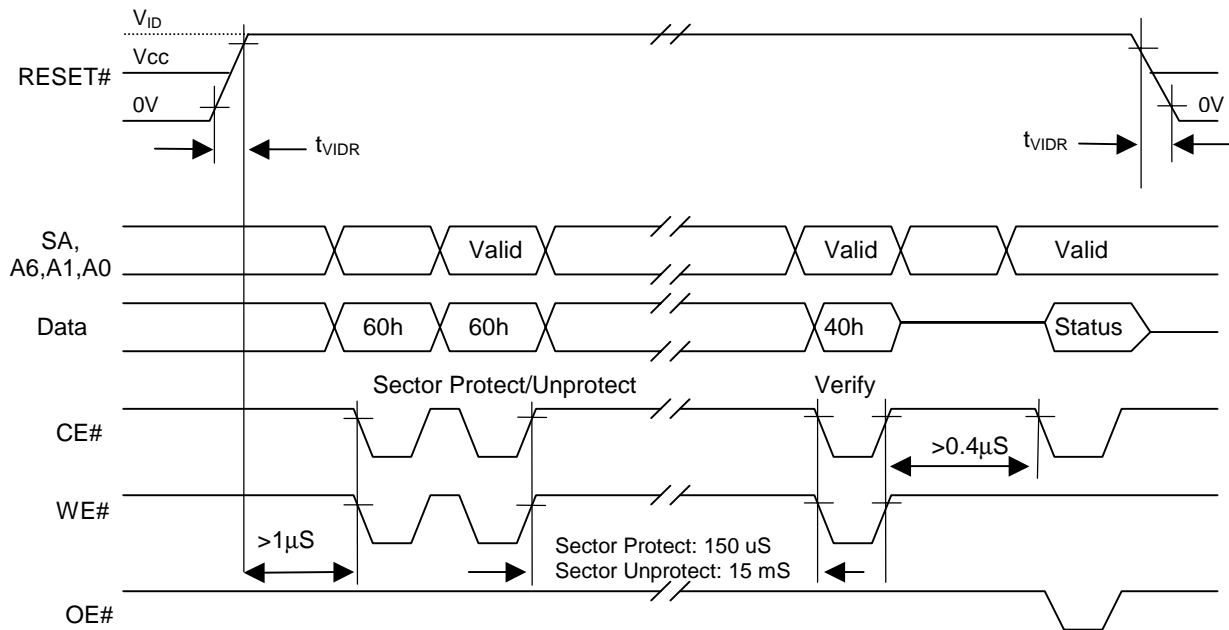 VID
Vcc
RESET#
0V
0V
tVIDR
tVIDR
SA,
A6,A1,A0
Valid
Valid
Valid
Data
60h
60h
40h
Status
Sector Protect/Unprotect
Verify
CE#
>0.4μS
WE#
>1μS
Sector Protect: 150 uS
Sector Unprotect: 15 mS
OE#